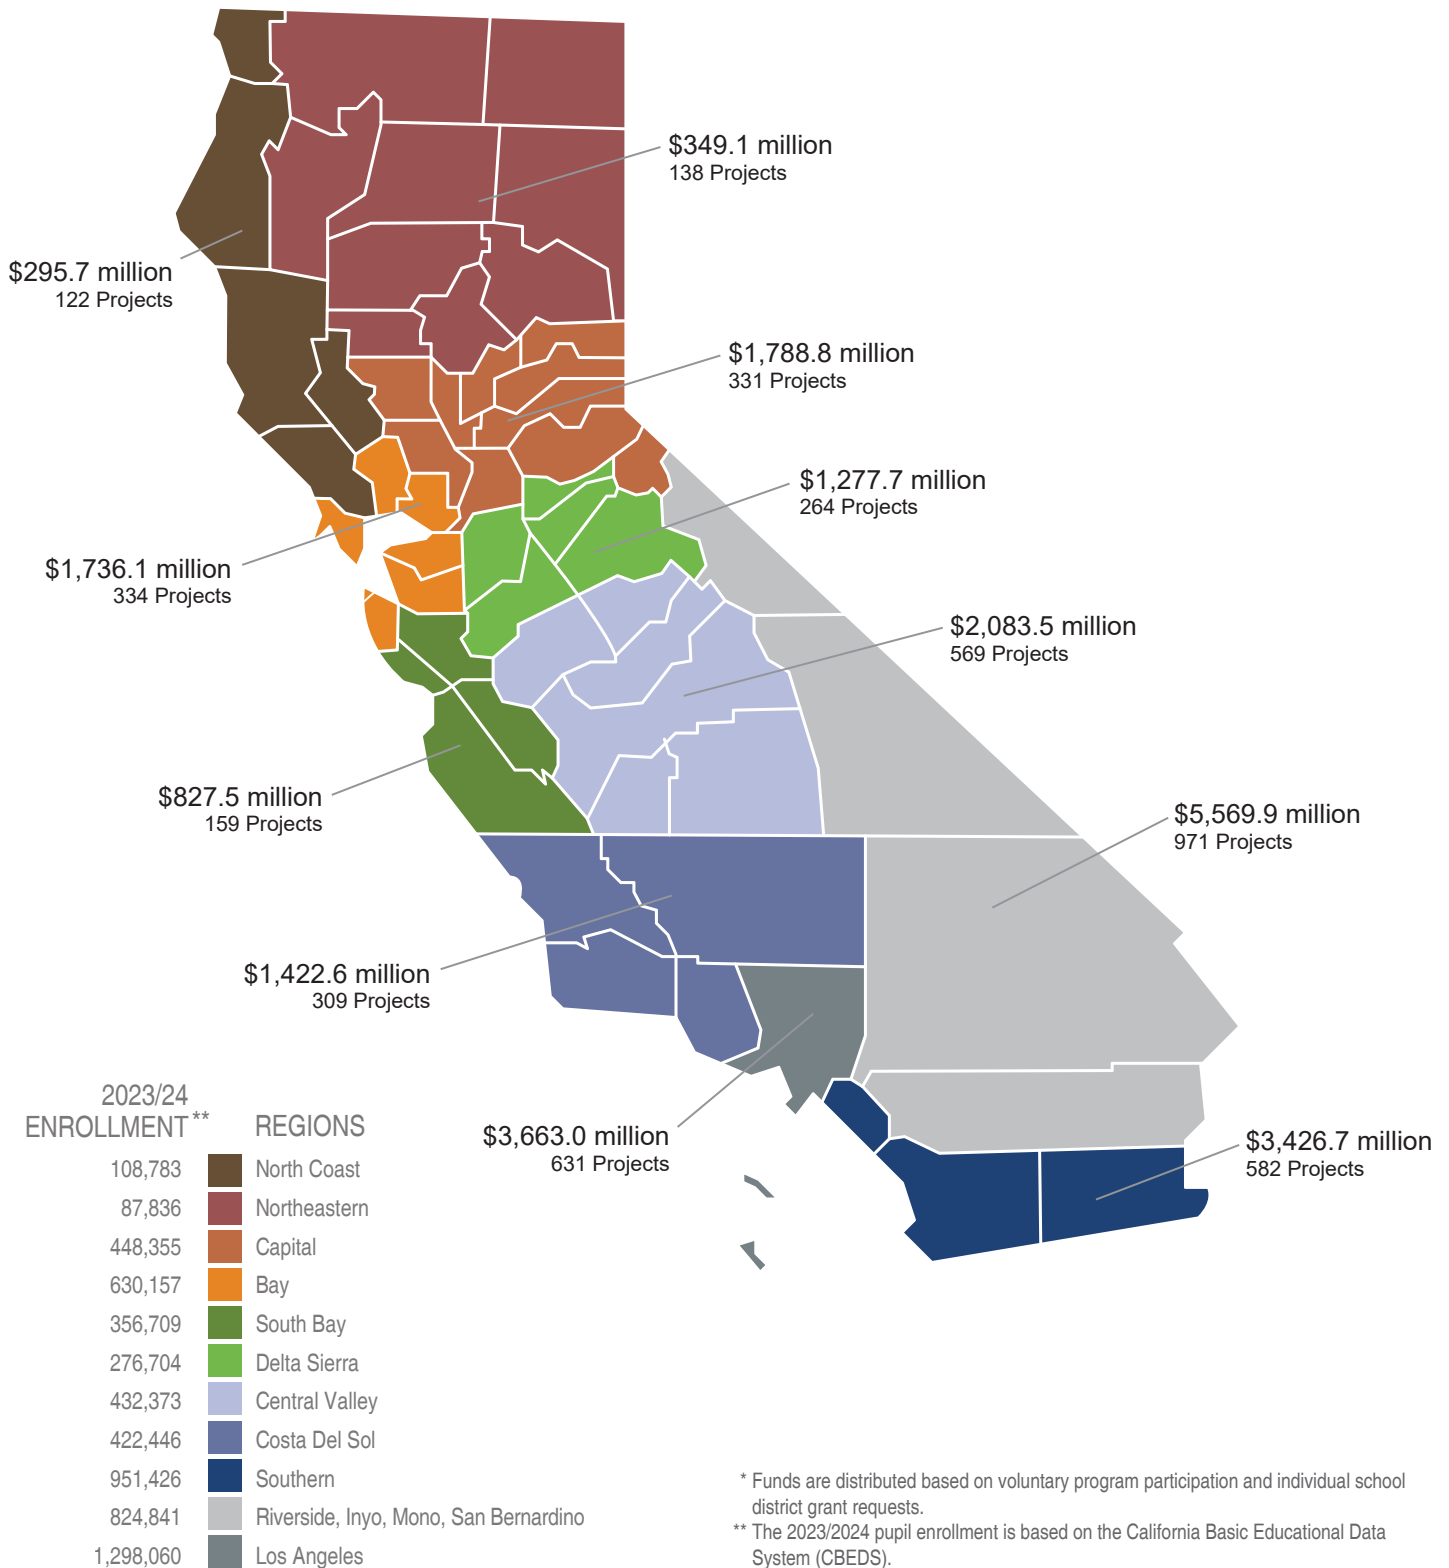 $349.1 million
138 Projects
$295.7 million
122 Projects
$1,788.8 million
331 Projects
$1,277.7 million
264 Projects
$1,736.1 million
334 Projects
$2,083.5 million
569 Projects
$827.5 million
159 Projects
$5,569.9 million
971 Projects
$1,422.6 million
309 Projects
$3,663.0 million
631 Projects
$3,426.7 million
582 Projects
2023/24
ENROLLMENT** REGIONS
108,783 North Coast
87,836 Northeastern
448,355 Capital
630,157 Bay
356,709 South Bay
276,704 Delta Sierra
432,373 Central Valley
422,446 Costa Del Sol
951,426 Southern
824,841 Riverside, Inyo, Mono, San Bernardino
1,298,060 Los Angeles
* Funds are distributed based on voluntary program participation and individual school
district grant requests.
** The 2023/2024 pupil enrollment is based on the California Basic Educational Data
System (CBEDS).